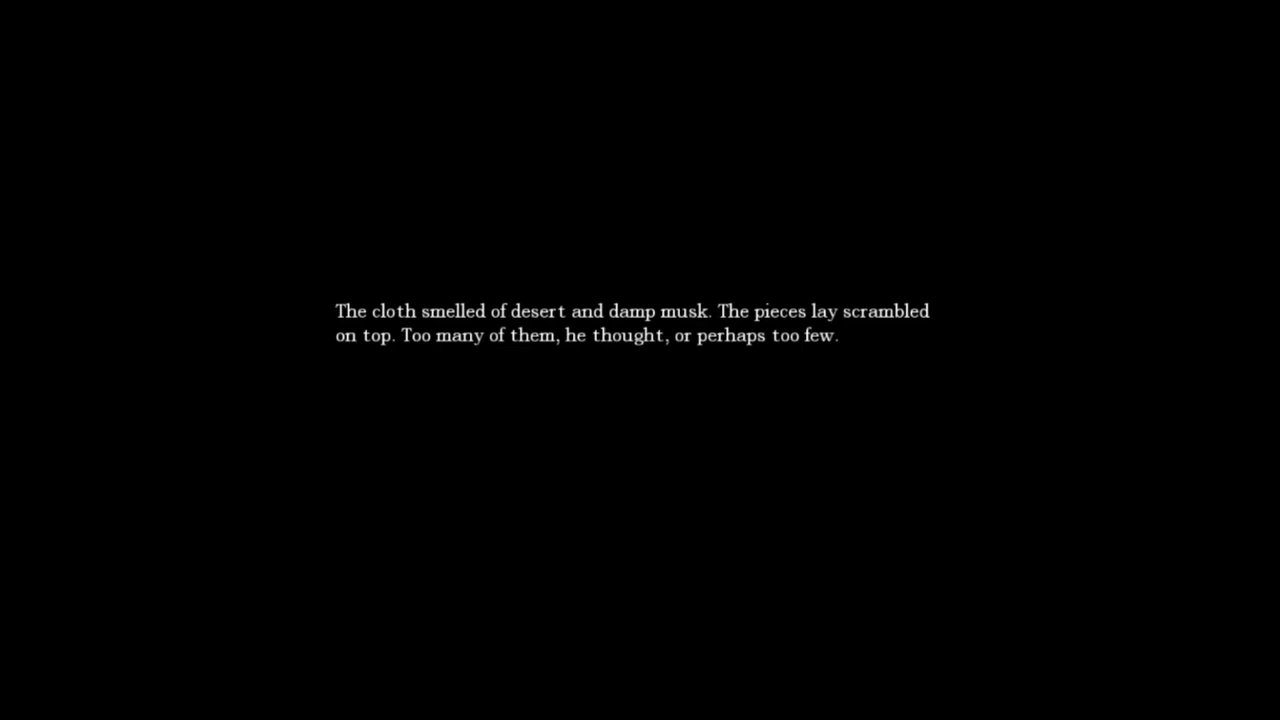 The cloth smelled of desert and damp musk. The pieces lay scrambled
on top. Too many of them, he thought, or perhaps too few.